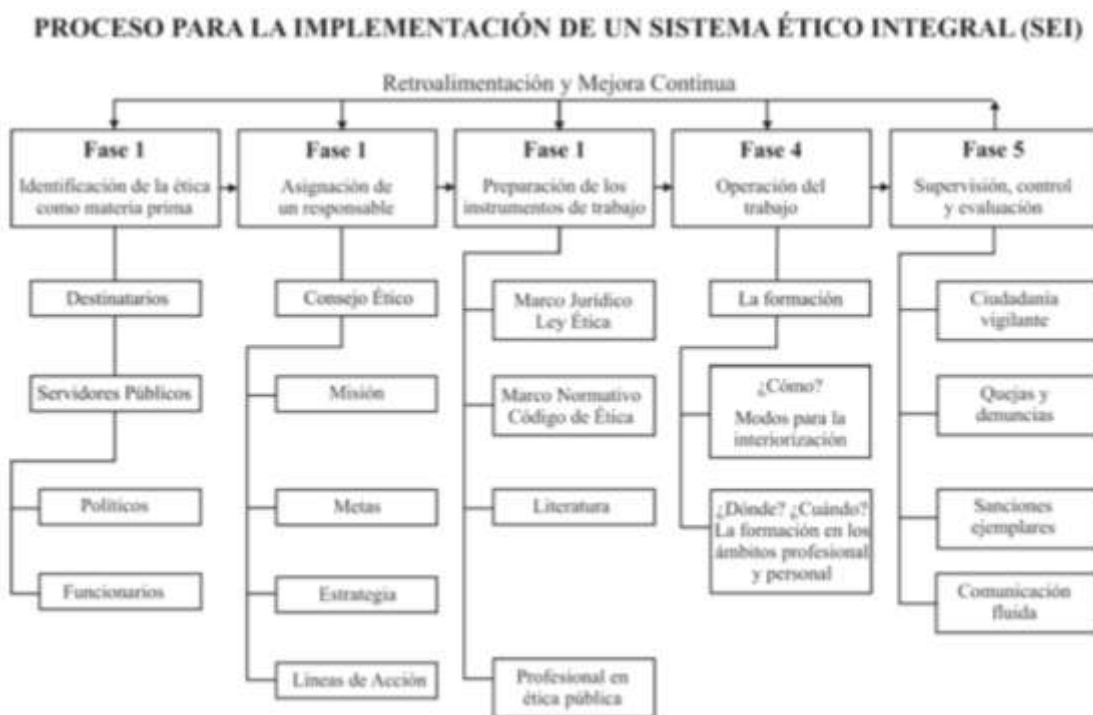 PROCESO PARA LA IMPLEMENTACIÓN DE UN SISTEMA ÉTICO INTEGRAL (SEI)
Retroalimentación y Mejora Continua
Fase 1
Identificación de la ética
como materia prima
Destinatarios
Servidores Públicos
Políticos
Funcionarios
Fase 1
Asignación de
un responsable
Consejo Ético
Misión
Metas
Estrategia
Líneas de Acción
Fase 1
Preparación de los
instrumentos de trabajo
Marco Jurídico
Ley Ética
Marco Normativo
Código de Ética
Literatura
Profesional en
ética pública
Fase 4
Operación del
trabajo
La formación
¿Cómo?
Modos para la
interiorización
¿Dónde? ¿Cuándo?
La formación en los
ámbitos profesional
y personal
Fase 5
Supervisión, control
y evaluación
Ciudadanía
vigilante
Quejas y
denuncias
Sanciones
ejemplares
Comunicación
fluida